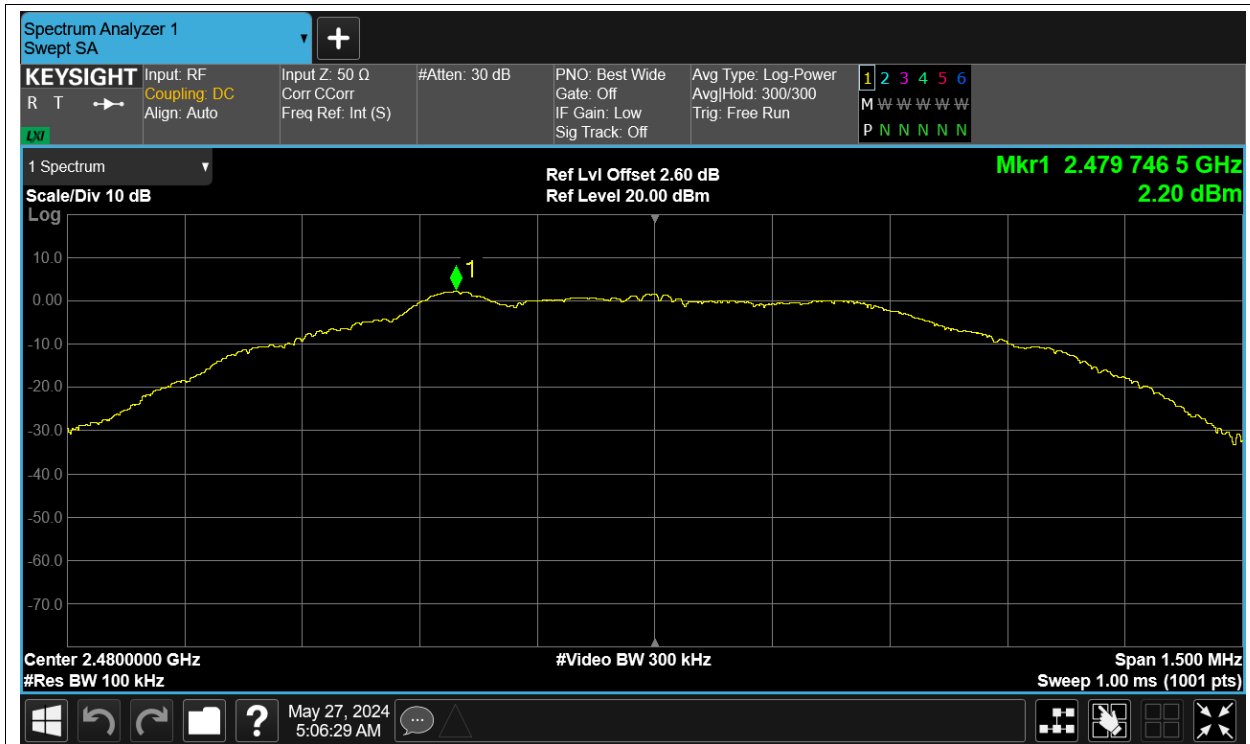 Spectrum Analyzer 1
Swept SA
KEYSIGHT
R T
LXI
Input: RF
Coupling: DC
Align: Auto
Input Z: 50 Ω
Corr CCorr
Freq Ref: Int (S)
#Atten: 30 dB
PNO: Best Wide
Gate: Off
IF Gain: Low
Sig Track: Off
Avg Type: Log-Power
Avg|Hold: 300/300
Trig: Free Run
1 2 3 4 5 6
M W W W W W
P N N N N N
1 Spectrum
Scale/Div 10 dB
Log
Ref Lvl Offset 2.60 dB
Ref Level 20.00 dBm
Mkr1 2.479 746 5 GHz
2.20 dBm
1
10.0
0.00
-10.0
-20.0
-30.0
-40.0
-50.0
-60.0
-70.0
Center 2.4800000 GHz
#Res BW 100 kHz
#Video BW 300 kHz
Span 1.500 MHz
Sweep 1.00 ms (1001 pts)
?
May 27, 2024
5:06:29 AM